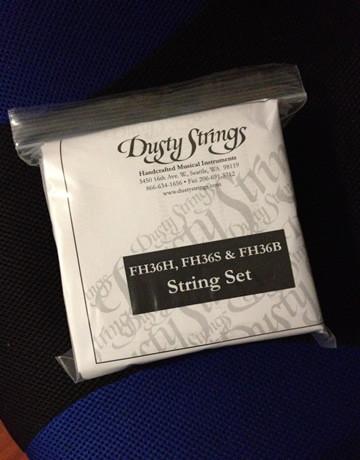 Dusty Strings
Handcrafted Musical Instruments
3450 16th Ave. W., Seattle, WA. 98119
866-634-1656 • Fax 206-691-3712
www.dustystrings.com
FH36H, FH36S & FH36B
String Set